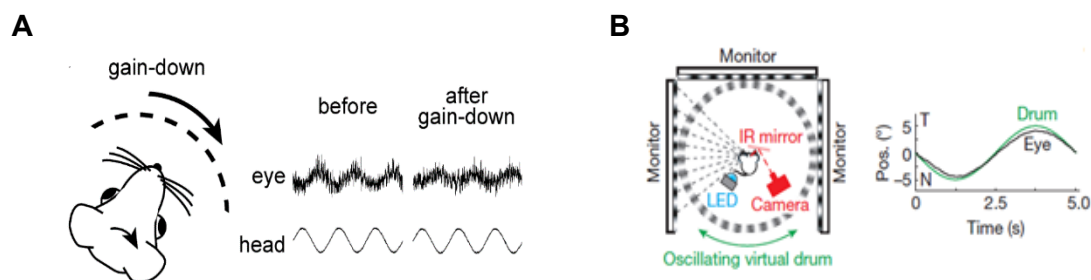 A
gain-down
before
after
gain-down
eye
head
B
Monitor
Monitor
Monitor
IR mirror
LED
Camera
Oscillating virtual drum
Pos. (°)
5
0
−5
T
N
Drum
Eye
0
2.5
5.0
Time (s)